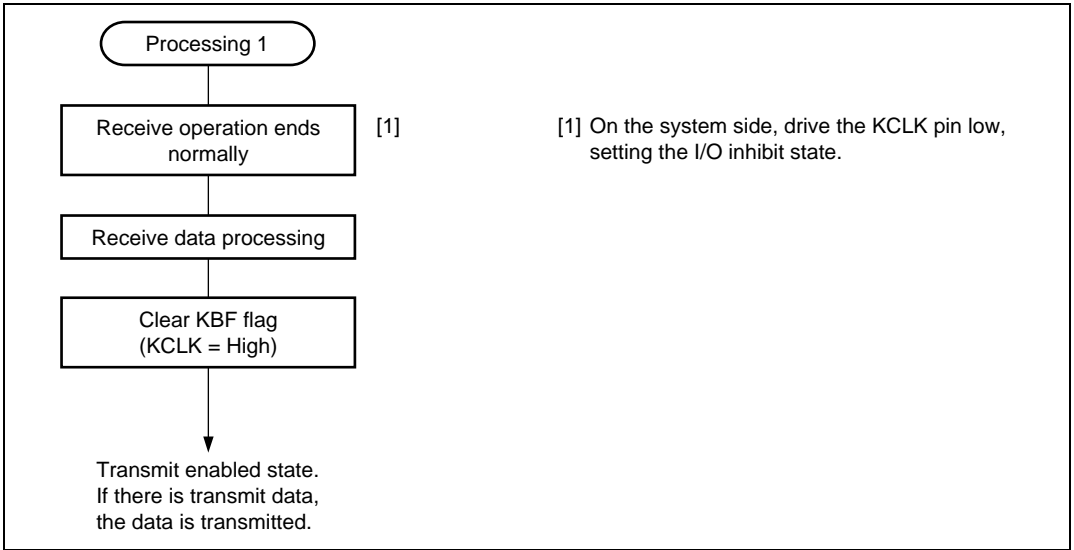 Processing 1
Receive operation ends
normally
[1]
[1] On the system side, drive the KCLK pin low,
setting the I/O inhibit state.
Receive data processing
Clear KBF flag
(KCLK = High)
Transmit enabled state.
If there is transmit data,
the data is transmitted.